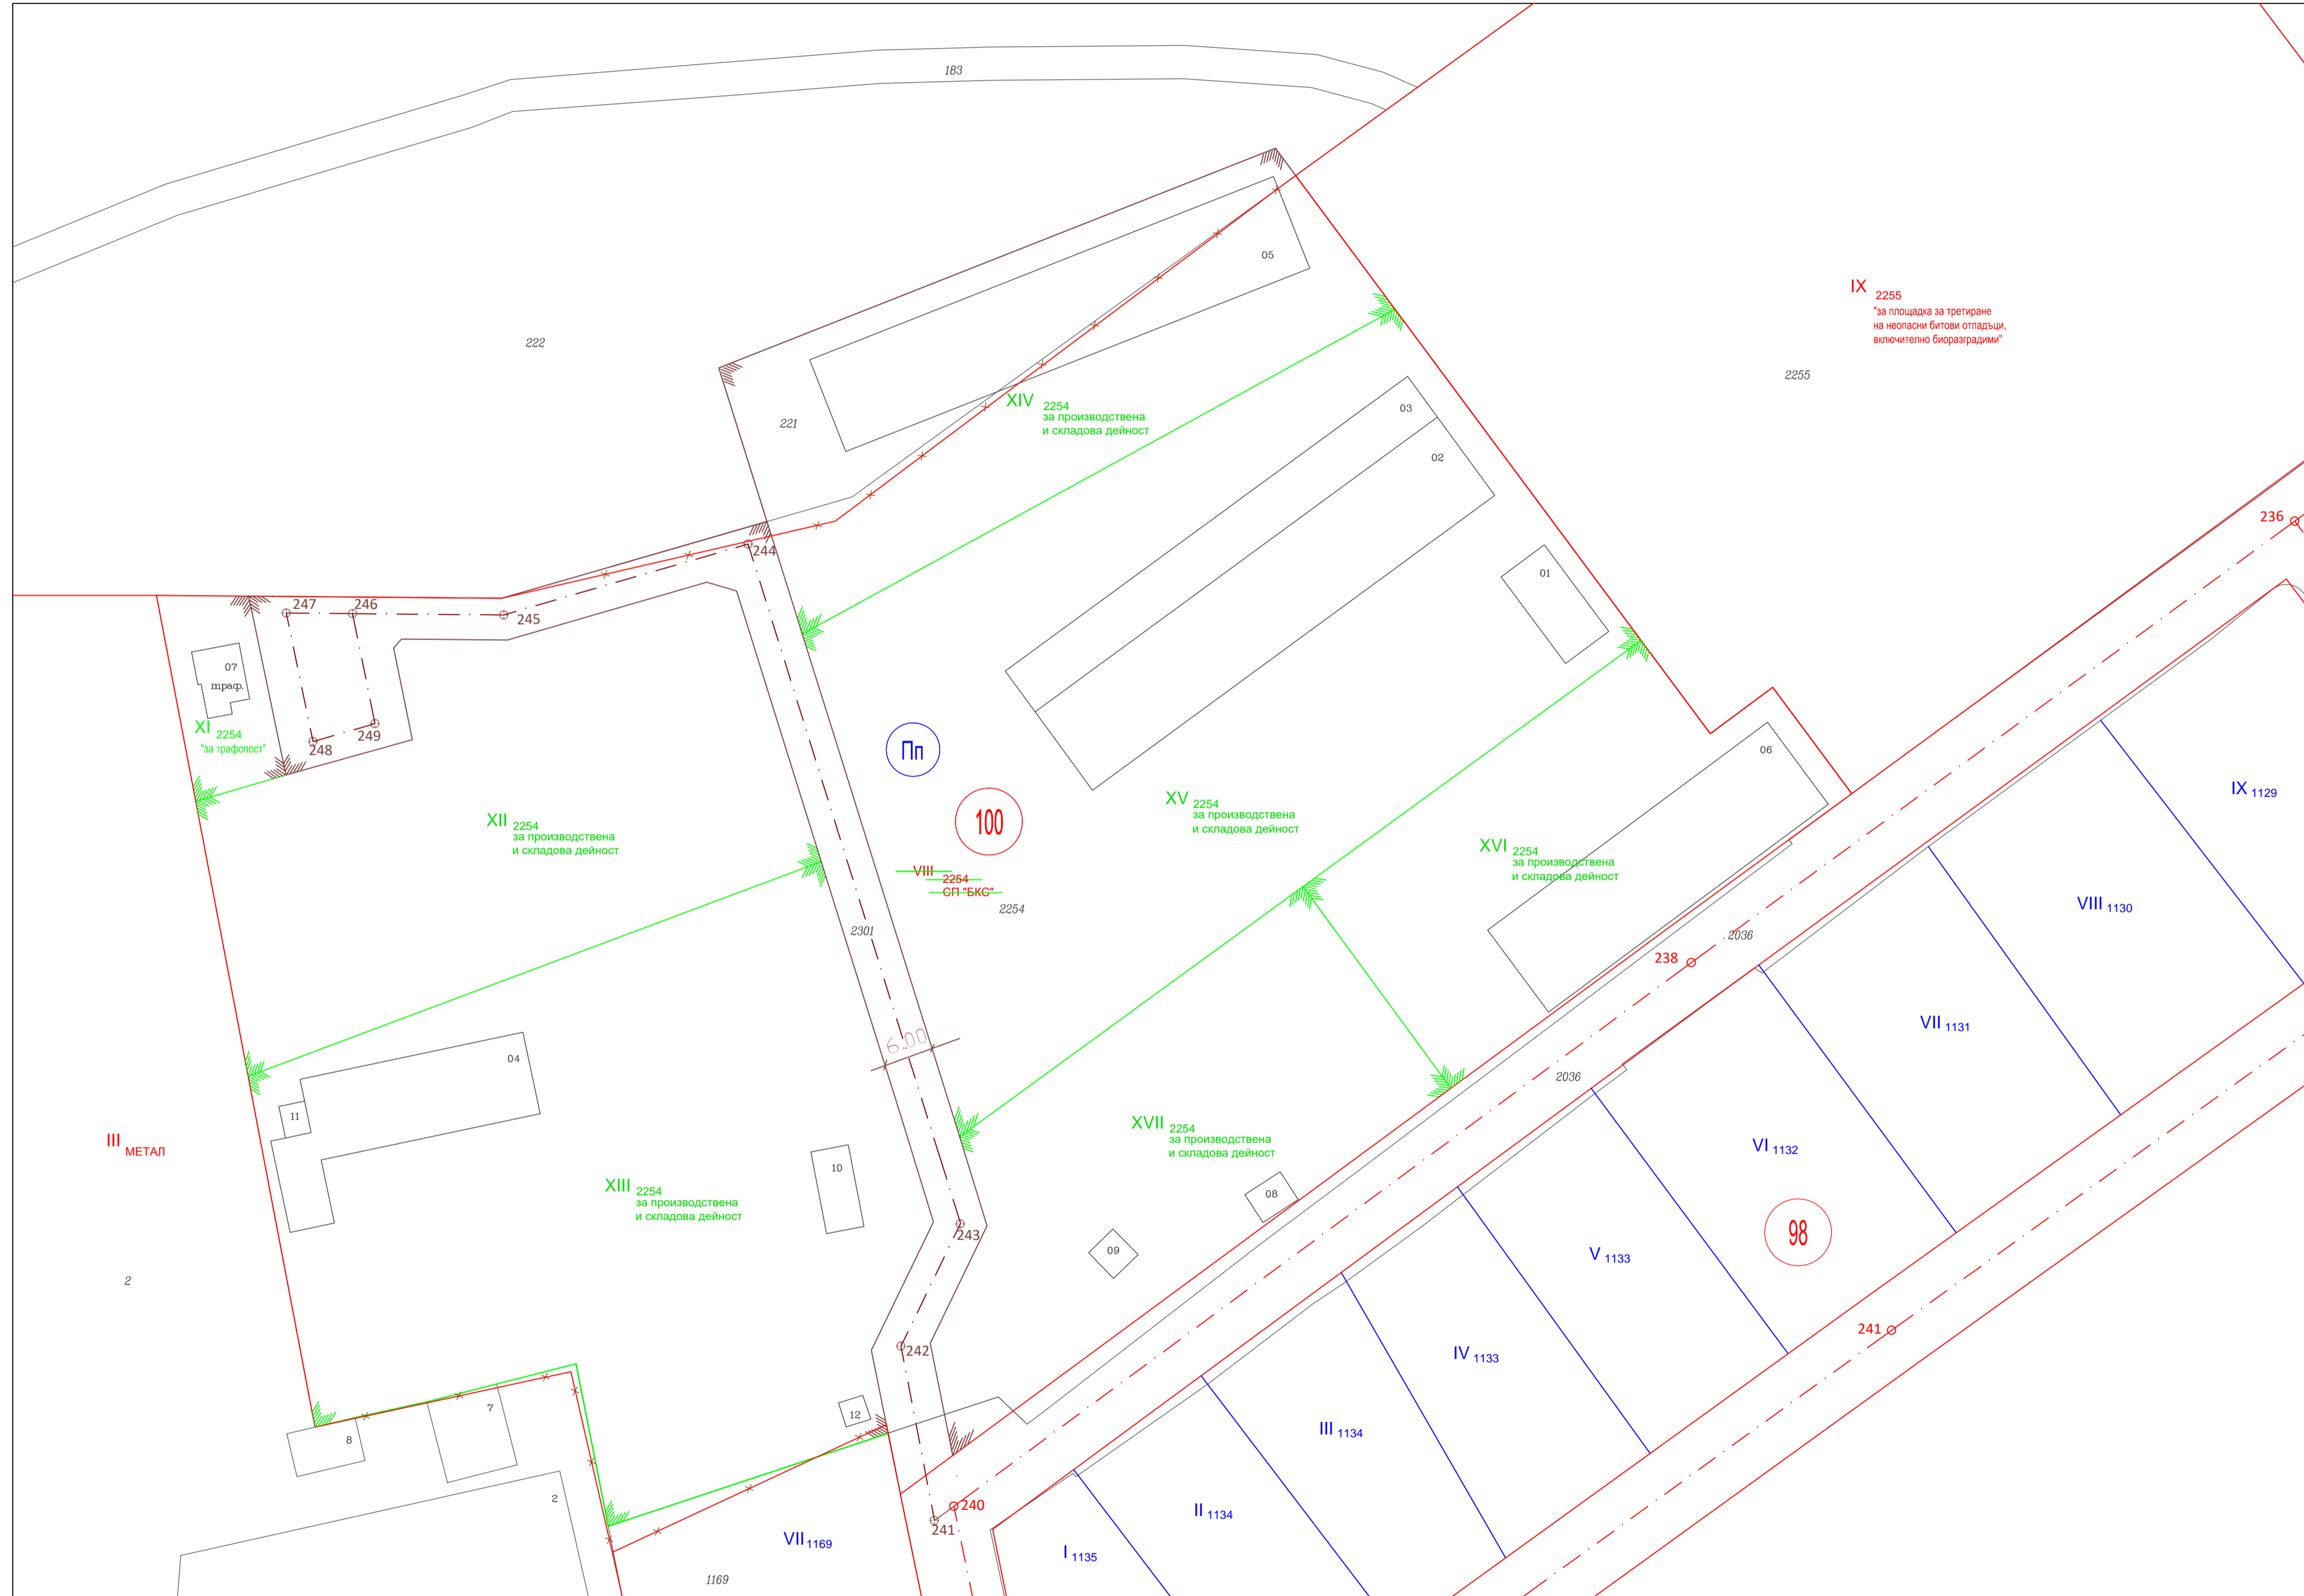 183
05
IX 2255
"за площадка за третиране
на неопасни битови отпадъци,
включително биоразградими"
2255
222
221
XIV 2254
за производствена
и складова дейност
03
02
236
244
01
247
246
245
07
траф.
XI 2254
"за трафопост"
248
249
Пп
100
06
IX 1129
XII 2254
за производствена
и складова дейност
XV 2254
за производствена
и складова дейност
XVI 2254
за производствена
и складова дейност
VIII
2254
СП "БКС"
2254
VIII 1130
2301
2036
238
VII 1131
6.00
04
11
2036
III МЕТАЛ
XVII 2254
за производствена
и складова дейност
VI 1132
10
XIII 2254
за производствена
и складова дейност
08
98
243
09
V 1133
2
241
242
IV 1133
7
12
8
III 1134
2
240
241
II 1134
VII 1169
I 1135
1169